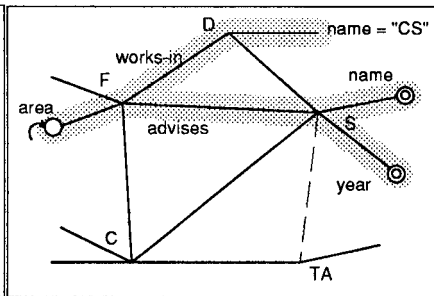 D
name = "CS"
works-in
F
name
area
advises
S
year
C
TA